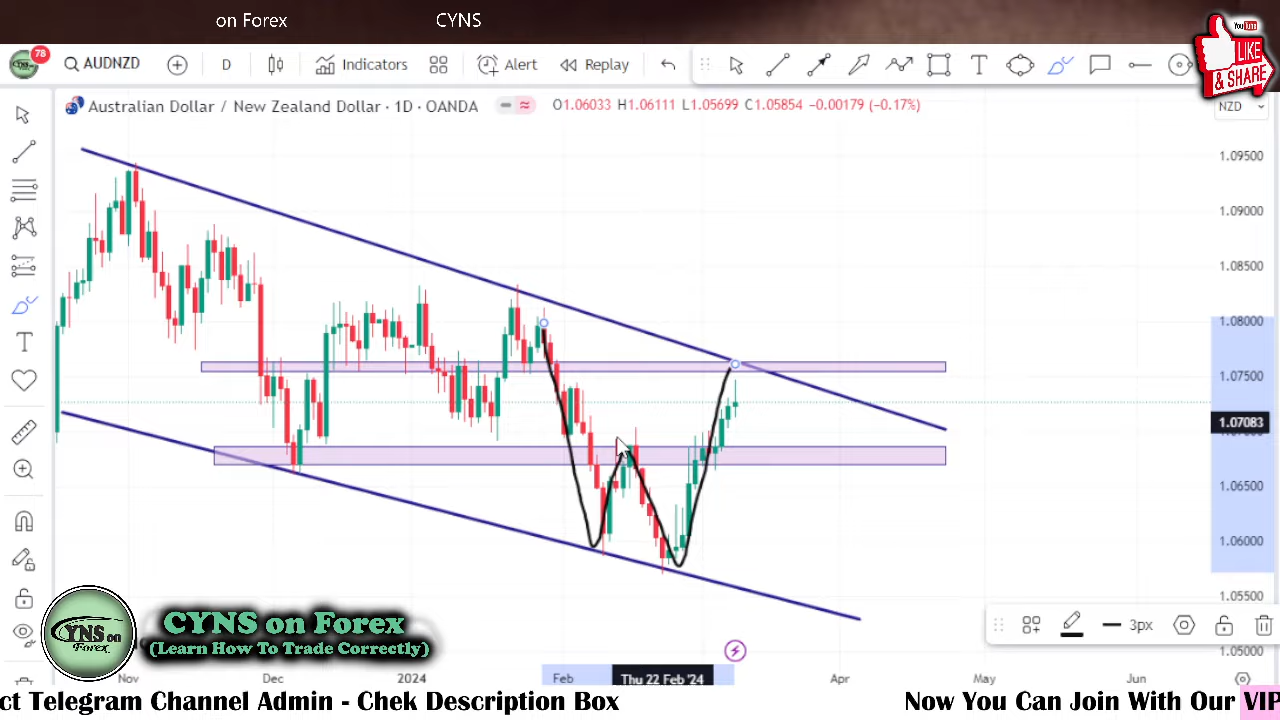 on Forex CYNS
78 AUDNZD D Indicators Alert Replay
YouTube LIKE & SHARE
Australian Dollar / New Zealand Dollar · 1D · OANDA O1.06033 H1.06111 L1.05699 C1.05854 −0.00179 (−0.17%)
NZD
1.09500
1.09000
1.08500
1.08000
1.07500
1.07083
1.06500
1.06000
1.05500
1.05000
3px
CYNS on Forex
CYNS on Forex
(Learn How To Trade Correctly)
Nov Dec 2024 Feb Thu 22 Feb '24 Apr May Jun
ct Telegram Channel Admin - Chek Description Box Now You Can Join With Our VIP